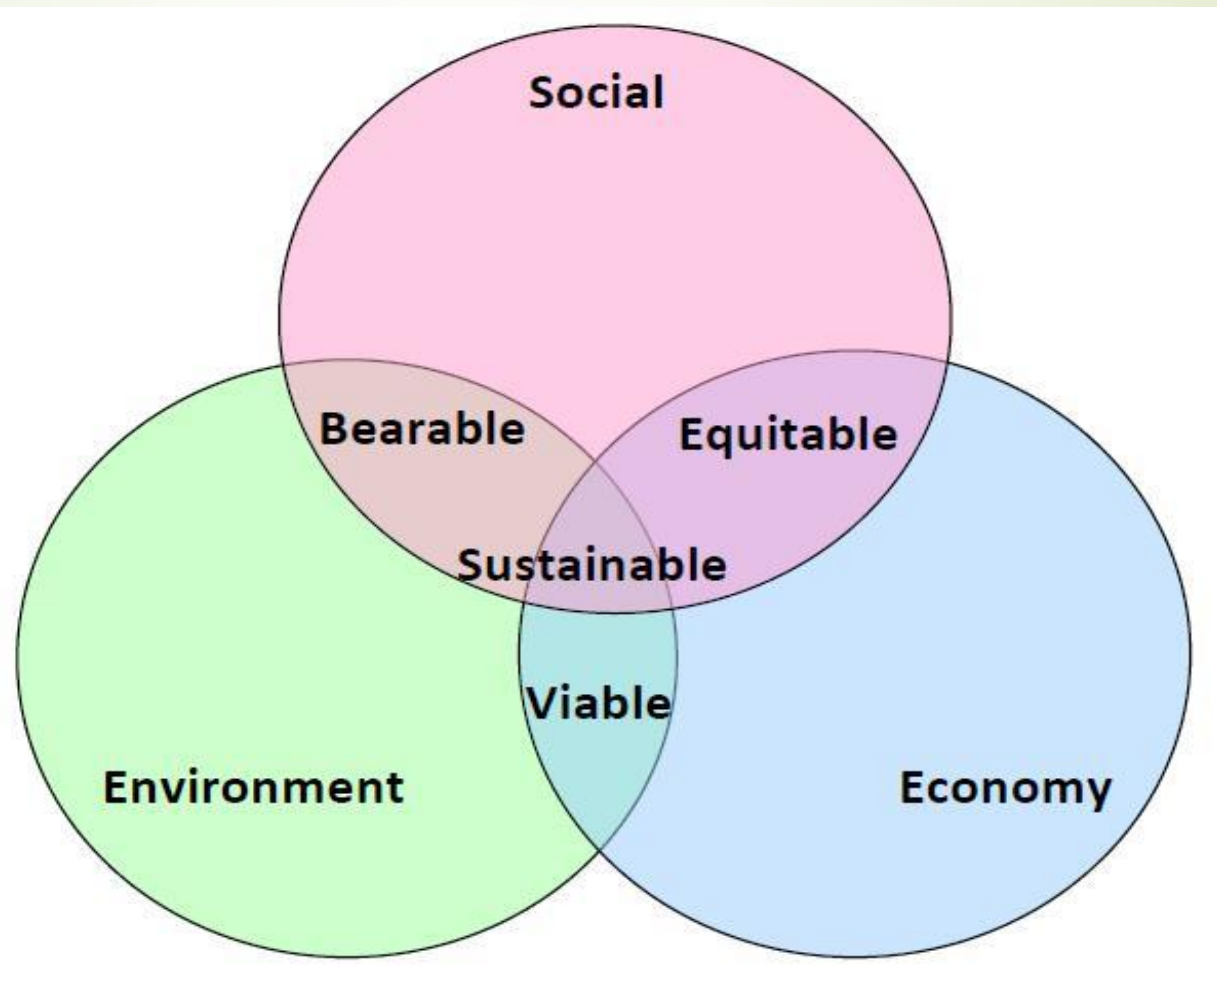 Social
Bearable
Equitable
Sustainable
Viable
Environment
Economy